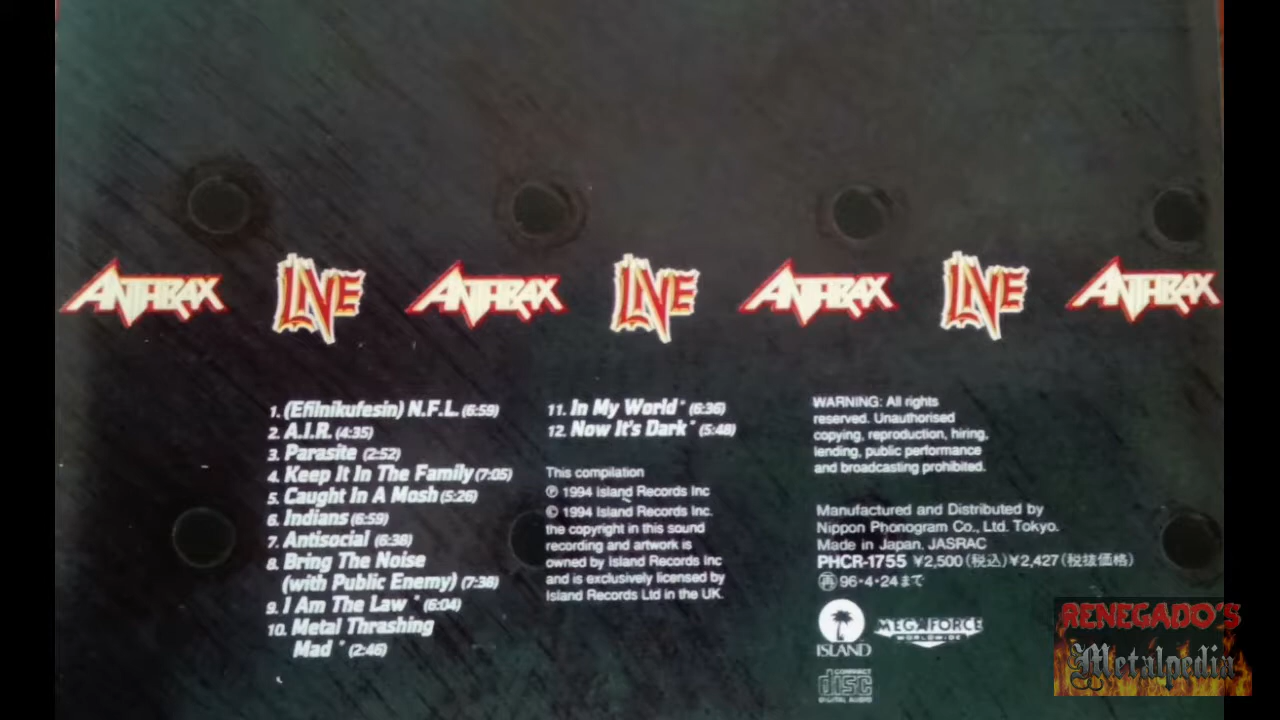 ANTHRAX LIVE ANTHRAX LIVE ANTHRAX LIVE ANTHRAX
1. (Efilnikufesin) N.F.L. (6:59)
2. A.I.R. (4:35)
3. Parasite (2:52)
4. Keep It In The Family (7:05)
5. Caught In A Mosh (5:26)
6. Indians (6:59)
7. Antisocial (6:38)
8. Bring The Noise
(with Public Enemy) (7:38)
9. I Am The Law * (6:04)
10. Metal Thrashing
Mad * (2:46)
11. In My World * (6:36)
12. Now It's Dark * (5:48)
This compilation
℗ 1994 Island Records Inc
© 1994 Island Records Inc.
the copyright in this sound
recording and artwork is
owned by Island Records Inc
and is exclusively licensed by
Island Records Ltd in the UK.
WARNING: All rights
reserved. Unauthorised
copying, reproduction, hiring,
lending, public performance
and broadcasting prohibited.
Manufactured and Distributed by
Nippon Phonogram Co., Ltd. Tokyo.
Made in Japan, JASRAC
PHCR-1755 ¥2,500(税込)¥2,427(税抜価格)
再 96・4・24まで
ISLAND
MEGAFORCE
WORLDWIDE
COMPACT
disc
DIGITAL AUDIO
RENEGADO'S
Metalpedia